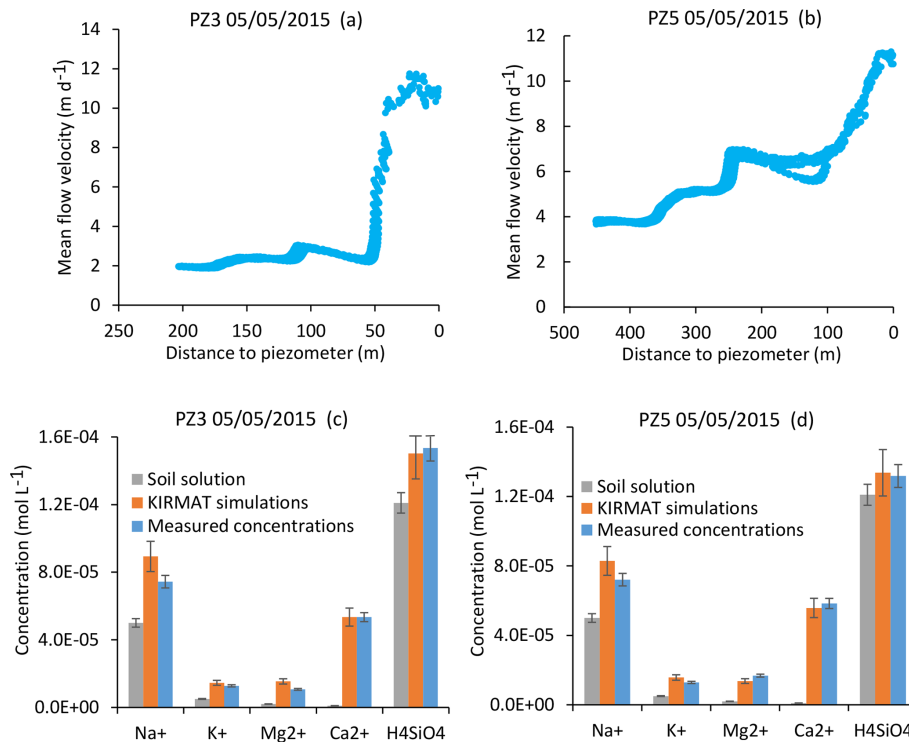 PZ3 05/05/2015 (a)
Mean flow velocity (m d⁻¹)
14
12
10
8
6
4
2
0
250 200 150 100 50 0
Distance to piezometer (m)
PZ5 05/05/2015 (b)
Mean flow velocity (m d⁻¹)
12
10
8
6
4
2
0
500 400 300 200 100 0
Distance to piezometer (m)
PZ3 05/05/2015 (c)
Concentration (mol L⁻¹)
1.6E-04
1.2E-04
8.0E-05
4.0E-05
0.0E+00
Soil solution
KIRMAT simulations
Measured concentrations
Na+ K+ Mg2+ Ca2+ H4SiO4
PZ5 05/05/2015 (d)
Concentration (mol L⁻¹)
1.6E-04
1.2E-04
8.0E-05
4.0E-05
0.0E+00
Soil solution
KIRMAT simulations
Measured concentrations
Na+ K+ Mg2+ Ca2+ H4SiO4